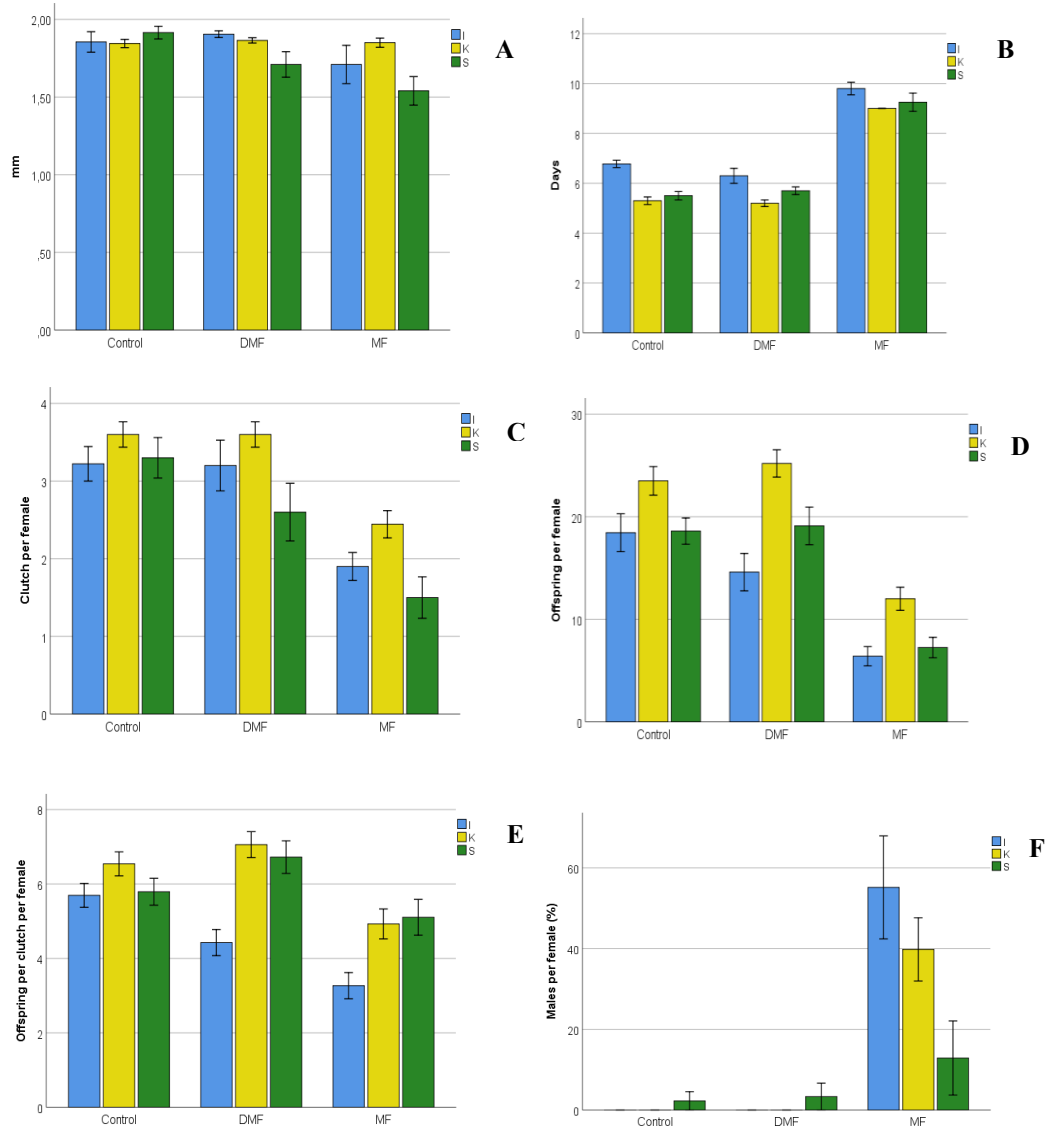 2,00
1,50
1,00
,50
,00
mm
Control DMF MF
I
K
S
A
12
10
8
6
4
2
0
Days
Control DMF MF
I
K
S
B
4
3
2
1
0
Clutch per female
Control DMF MF
I
K
S
C
30
20
10
0
Offspring per female
Control DMF MF
I
K
S
D
8
6
4
2
0
Offspring per clutch per female
Control DMF MF
I
K
S
E
60
40
20
0
Males per female (%)
Control DMF MF
I
K
S
F